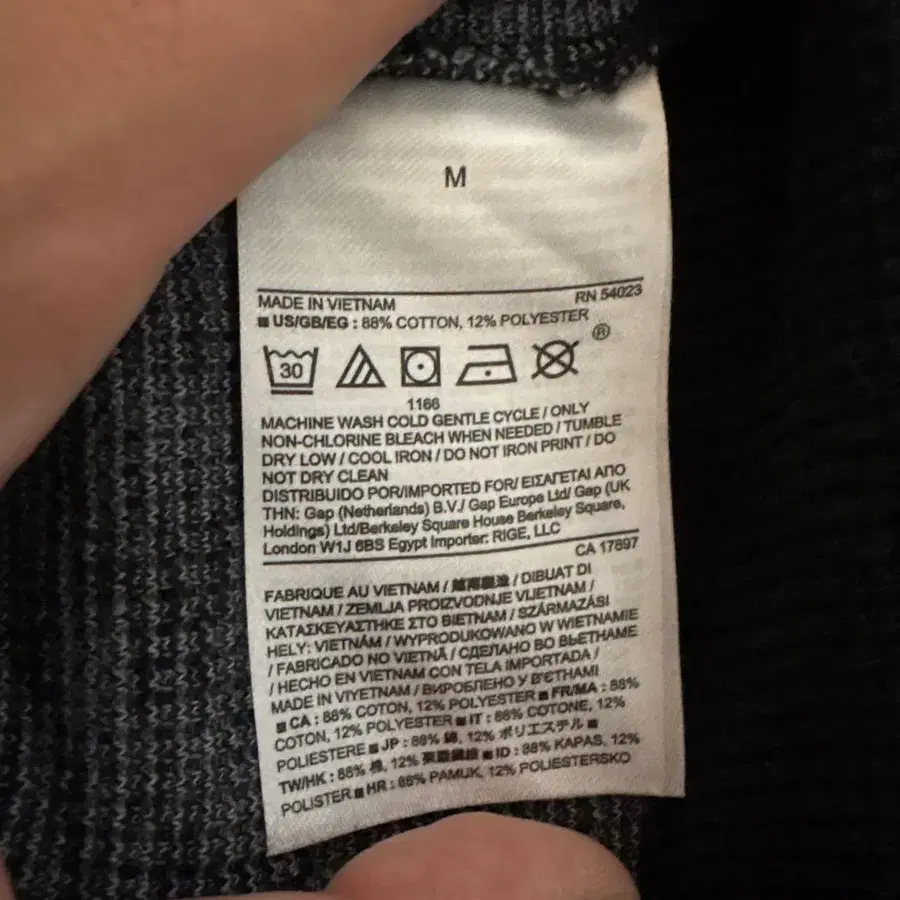 M
MADE IN VIETNAM RN 54023
■ US/GB/EG : 88% COTTON, 12% POLYESTER
30 ®
1.166
MACHINE WASH COLD GENTLE CYCLE / ONLY
NON-CHLORINE BLEACH WHEN NEEDED / TUMBLE
DRY LOW / COOL IRON / DO NOT IRON PRINT / DO
NOT DRY CLEAN
DISTRIBUIDO POR/IMPORTED FOR/ ΕΙΣΑΓΕΤΑΙ ΑΠΟ
ΤΗΝ: Gap (Netherlands) B.V./ Gap Europe Ltd/ Gap (UK
Holdings) Ltd/Berkeley Square House Berkeley Square,
London W1J 6BS Egypt Importer: RIGE, LLC
CA 17897
FABRIQUE AU VIETNAM / 越南製造 / DIBUAT DI
VIETNAM / ZEMLJA PROIZVODNJE VIJETNAM /
ΚΑΤΑΣΚΕΥΑΣΤΗΚΕ ΣΤΟ ΒΙΕΤΝΑΜ / SZÁRMAZÁSI
HELY: VIETNÁM / WYPRODUKOWANO W WIETNAMIE
/ FABRICADO NO VIETNÃ / СДЕЛАНО ВО ВЬЕТНАМЕ
/ HECHO EN VIETNAM CON TELA IMPORTADA /
MADE IN VIYETNAM / ВИРОБЛЕНО У В'ЄТНАМІ
■ CA : 88% COTTON, 12% POLYESTER ■ FR/MA : 88%
COTON, 12% POLYESTER ■ IT : 88% COTONE, 12%
POLIESTERE ■ JP : 88% 綿, 12% ポリエステル ■
TW/HK : 88% 棉, 12% 聚酯纖維 ■ ID : 88% KAPAS, 12%
POLISTER ■ HR : 88% PAMUK, 12% POLIESTERSKO